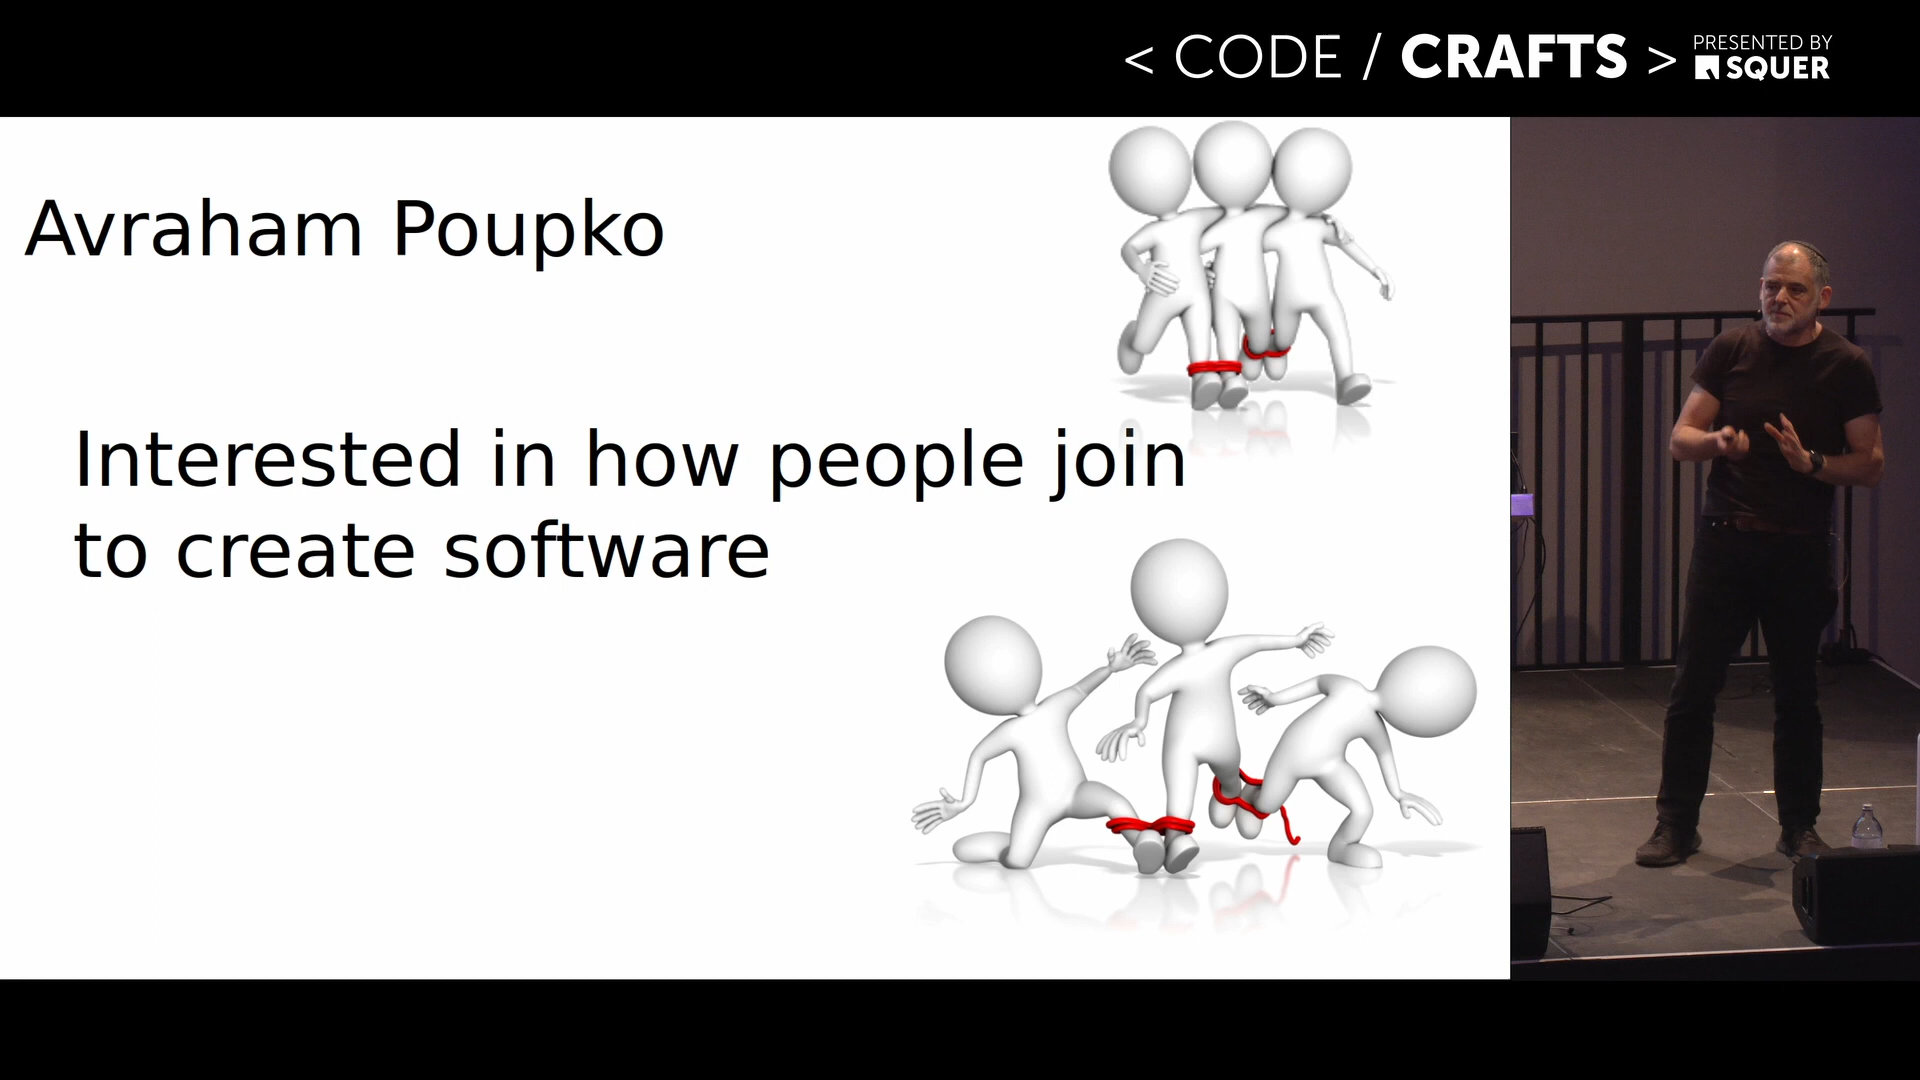 < CODE / CRAFTS >
PRESENTED BY
SQUER
Avraham Poupko
Interested in how people join
to create software